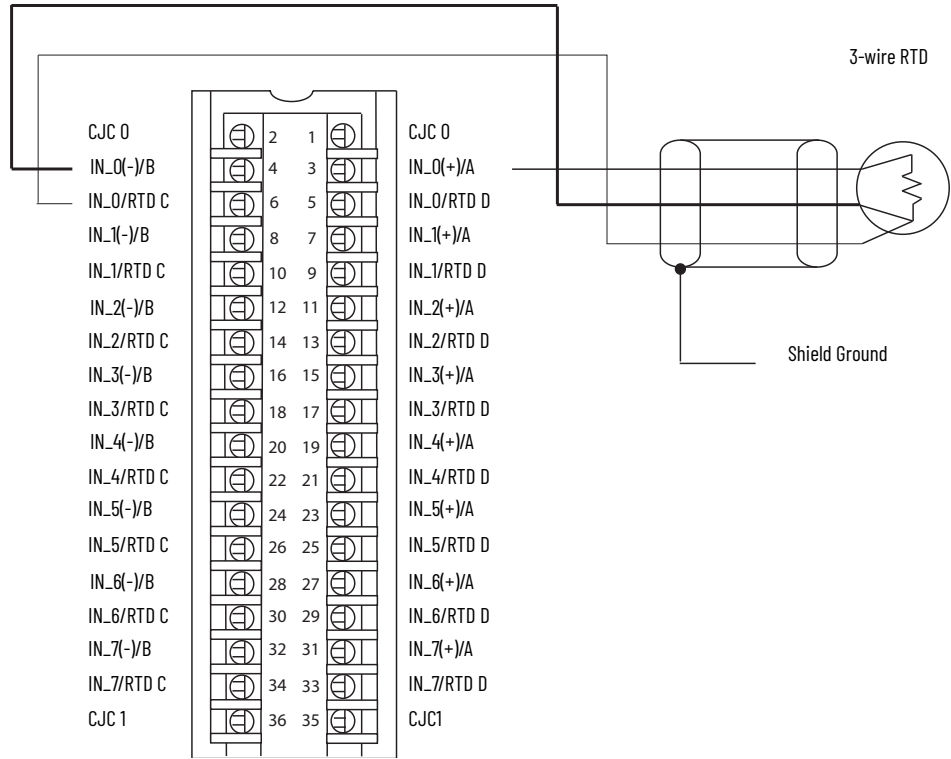 3-wire RTD
CJC 0 2 1 CJC 0
IN_0(-)/B 4 3 IN_0(+)/A
IN_0/RTD C 6 5 IN_0/RTD D
IN_1(-)/B 8 7 IN_1(+)/A
IN_1/RTD C 10 9 IN_1/RTD D
IN_2(-)/B 12 11 IN_2(+)/A
IN_2/RTD C 14 13 IN_2/RTD D
Shield Ground
IN_3(-)/B 16 15 IN_3(+)/A
IN_3/RTD C 18 17 IN_3/RTD D
IN_4(-)/B 20 19 IN_4(+)/A
IN_4/RTD C 22 21 IN_4/RTD D
IN_5(-)/B 24 23 IN_5(+)/A
IN_5/RTD C 26 25 IN_5/RTD D
IN_6(-)/B 28 27 IN_6(+)/A
IN_6/RTD C 30 29 IN_6/RTD D
IN_7(-)/B 32 31 IN_7(+)/A
IN_7/RTD C 34 33 IN_7/RTD D
CJC 1 36 35 CJC1